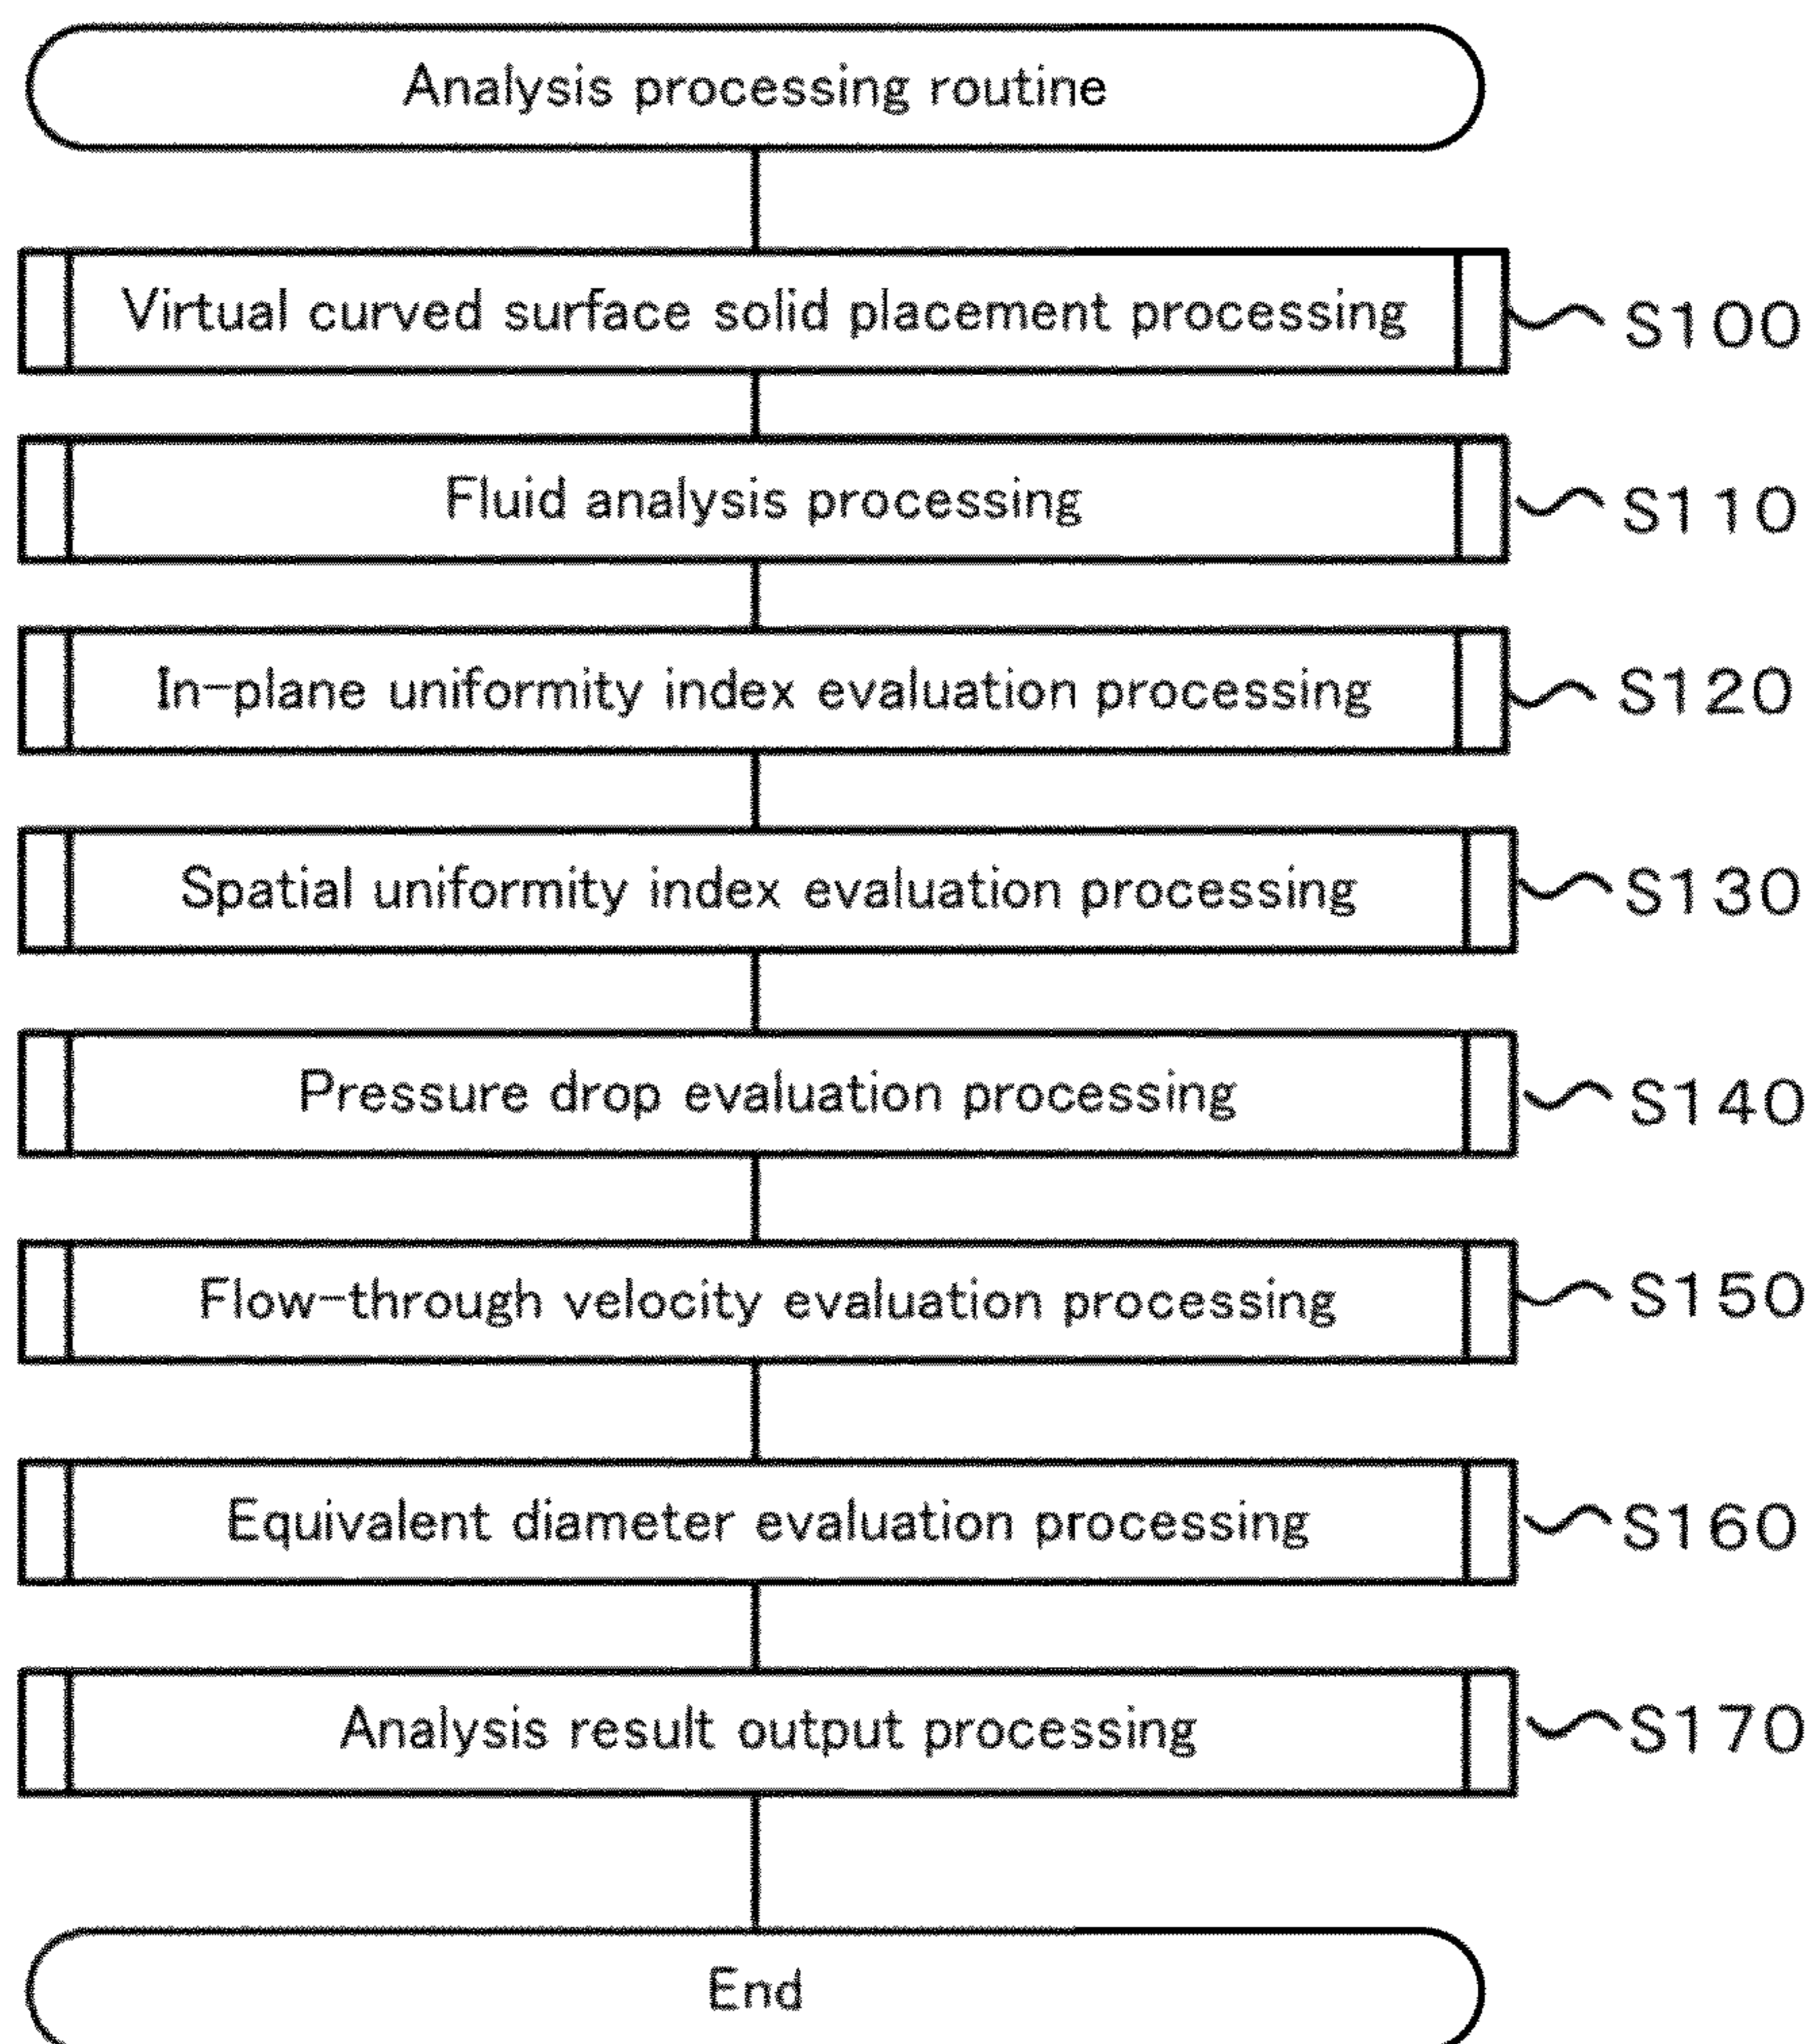 Analysis processing routine
Virtual curved surface solid placement processing S100
Fluid analysis processing S110
In-plane uniformity index evaluation processing S120
Spatial uniformity index evaluation processing S130
Pressure drop evaluation processing S140
Flow-through velocity evaluation processing S150
Equivalent diameter evaluation processing S160
Analysis result output processing S170
End